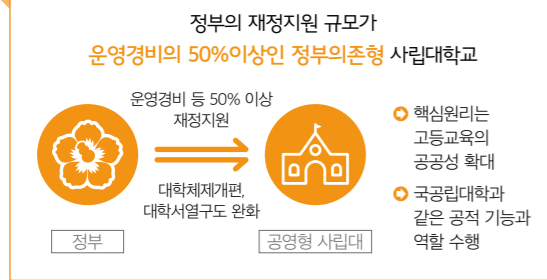 정부의 재정지원 규모가
운영경비의 50%이상인 정부의존형 사립대학교
운영경비 등 50% 이상
재정지원
대학체제개편,
대학서열구도 완화
정부
공영형 사립대
핵심원리는
고등교육의
공공성 확대
국공립대학과
같은 공적 기능과
역할 수행